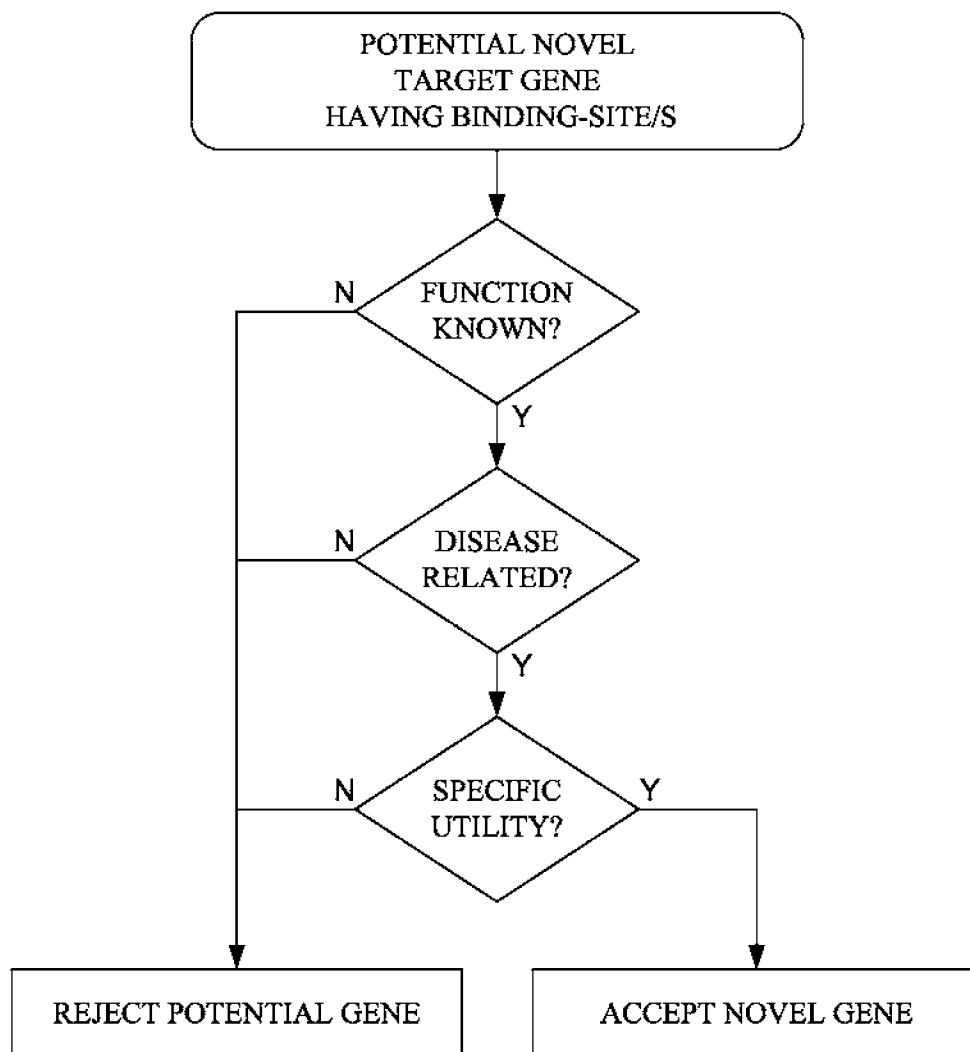 POTENTIAL NOVEL
TARGET GENE
HAVING BINDING-SITE/S
N
FUNCTION
KNOWN?
Y
N
DISEASE
RELATED?
Y
N
SPECIFIC
UTILITY?
Y
REJECT POTENTIAL GENE
ACCEPT NOVEL GENE